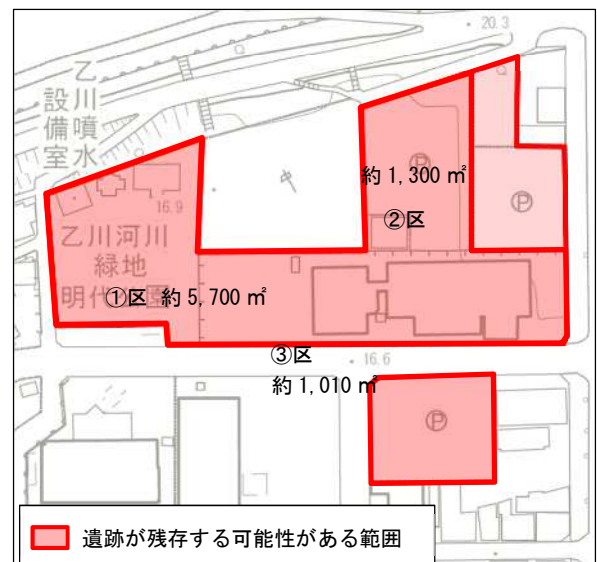 20.3
乙川噴水
設備室
約 1,300 ㎡
Ⓟ
②区
Ⓟ
16.9
乙川河川
緑地
明代公園
①区 約 5,700 ㎡
③区
16.6
約 1,010 ㎡
Ⓟ
遺跡が残存する可能性がある範囲